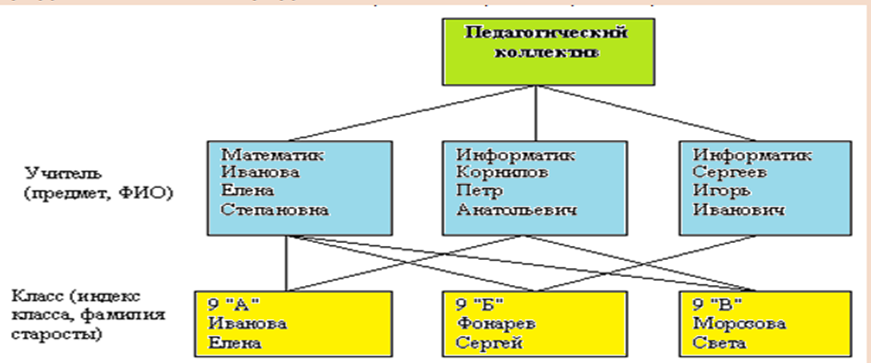 Педагогический
коллектив
Учитель
(предмет, ФИО)
Математик
Иванова
Елена
Степановна
Информатик
Корнилов
Петр
Анатольевич
Информатик
Сергеев
Игорь
Иванович
Класс (индекс
класса, фамилия
старосты)
9 "А"
Иванова
Елена
9 "Б"
Фонарев
Сергей
9 "В"
Морозова
Света